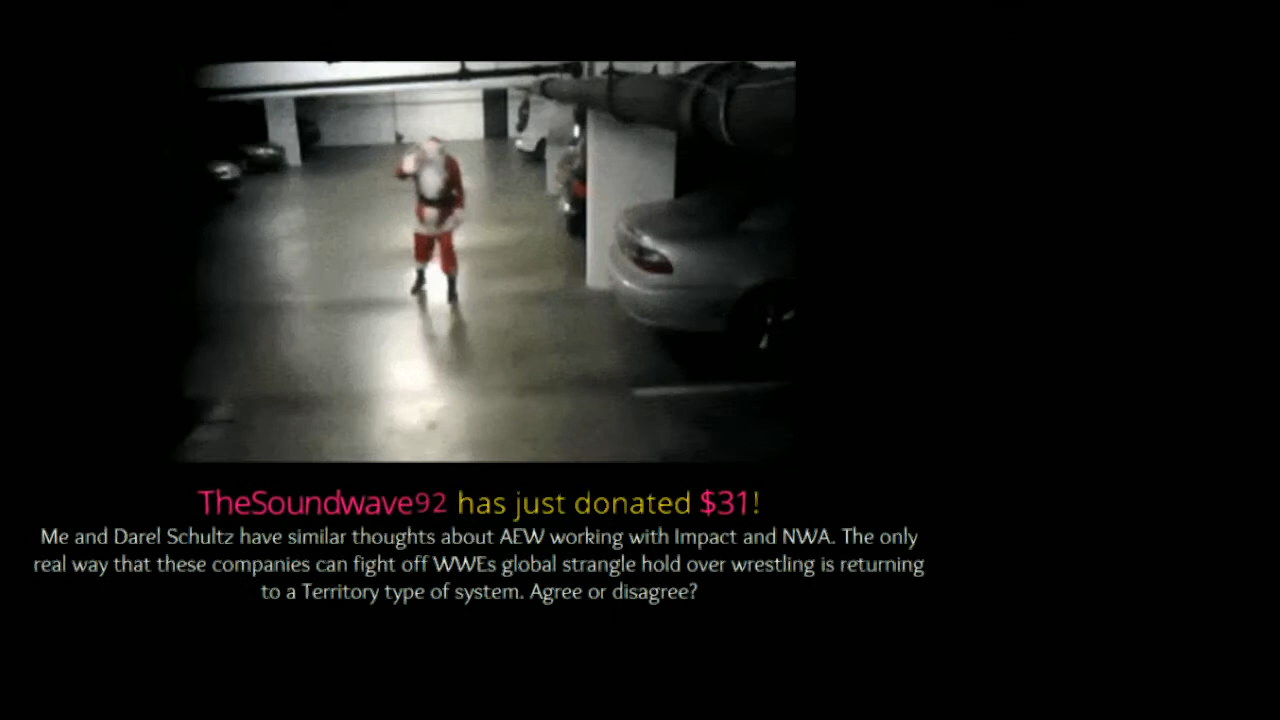 TheSoundwave92 has just donated $31!
Me and Darel Schultz have similar thoughts about AEW working with Impact and NWA. The only
real way that these companies can fight off WWEs global strangle hold over wrestling is returning
to a Territory type of system. Agree or disagree?